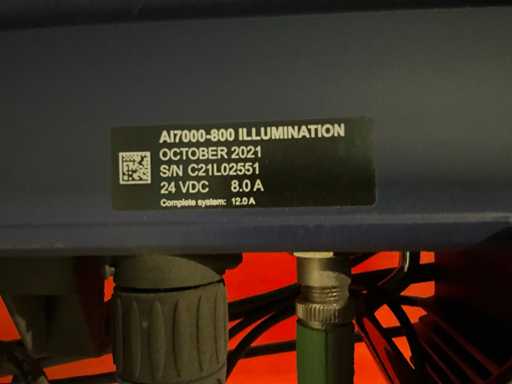 AI7000-800 ILLUMINATION
OCTOBER 2021
S/N C21L02551
24 VDC 8.0 A
Complete system: 12.0 A